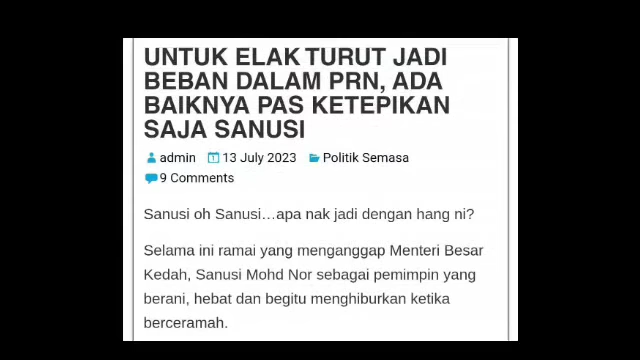 UNTUK ELAK TURUT JADI
BEBAN DALAM PRN, ADA
BAIKNYA PAS KETEPIKAN
SAJA SANUSI
admin 13 July 2023 Politik Semasa
9 Comments
Sanusi oh Sanusi...apa nak jadi dengan hang ni?
Selama ini ramai yang menganggap Menteri Besar
Kedah, Sanusi Mohd Nor sebagai pemimpin yang
berani, hebat dan begitu menghiburkan ketika
berceramah.